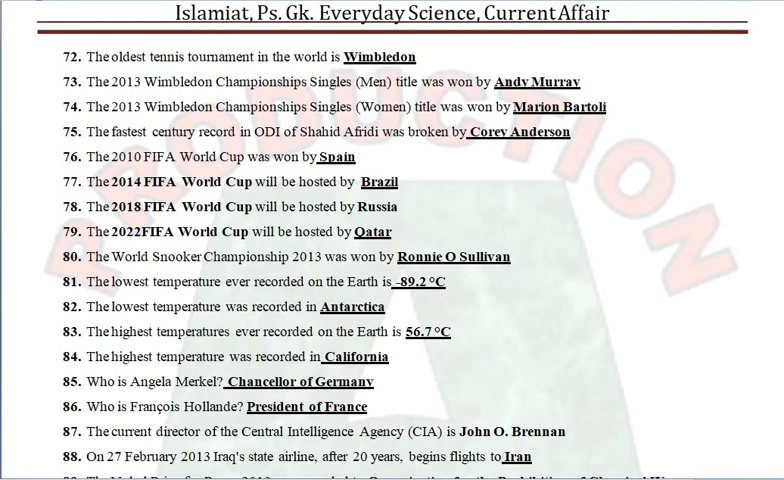 Islamiat, Ps. Gk. Everyday Science, Current Affair
72. The oldest tennis tournament in the world is Wimbledon
73. The 2013 Wimbledon Championships Singles (Men) title was won by Andy Murray
74. The 2013 Wimbledon Championships Singles (Women) title was won by Marion Bartoli
75. The fastest century record in ODI of Shahid Afridi was broken by Corey Anderson
76. The 2010 FIFA World Cup was won by Spain
77. The 2014 FIFA World Cup will be hosted by Brazil
78. The 2018 FIFA World Cup will be hosted by Russia
79. The 2022FIFA World Cup will be hosted by Qatar
80. The World Snooker Championship 2013 was won by Ronnie O Sullivan
81. The lowest temperature ever recorded on the Earth is -89.2 °C
82. The lowest temperature was recorded in Antarctica
83. The highest temperatures ever recorded on the Earth is 56.7 °C
84. The highest temperature was recorded in California
85. Who is Angela Merkel? Chancellor of Germany
86. Who is François Hollande? President of France
87. The current director of the Central Intelligence Agency (CIA) is John O. Brennan
88. On 27 February 2013 Iraq's state airline, after 20 years, begins flights to Iran
PRODUCTION